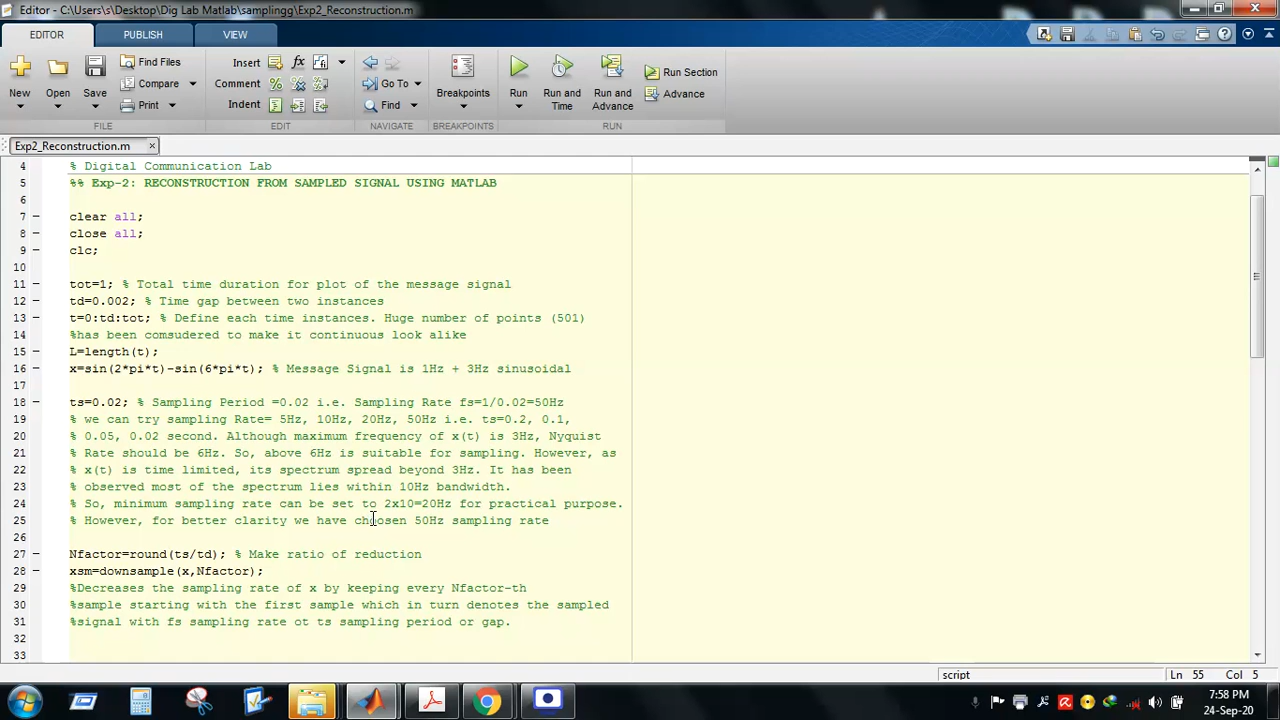 Editor - C:\Users\s\Desktop\Dig Lab Matlab\samplingg\Exp2_Reconstruction.m
EDITOR PUBLISH VIEW
New Open Save Find Files Compare Print
Insert fx
Comment
Indent
Go To
Find
Breakpoints Run Run and Time Run and Advance Run Section Advance
FILE EDIT NAVIGATE BREAKPOINTS RUN
Exp2_Reconstruction.m
4 % Digital Communication Lab
5 %% Exp-2: RECONSTRUCTION FROM SAMPLED SIGNAL USING MATLAB
6
7 clear all;
8 close all;
9 clc;
10
11 tot=1; % Total time duration for plot of the message signal
12 td=0.002; % Time gap between two instances
13 t=0:td:tot; % Define each time instances. Huge number of points (501)
14 %has been comsudered to make it continuous look alike
15 L=length(t);
16 x=sin(2*pi*t)-sin(6*pi*t); % Message Signal is 1Hz + 3Hz sinusoidal
17
18 ts=0.02; % Sampling Period =0.02 i.e. Sampling Rate fs=1/0.02=50Hz
19 % we can try sampling Rate= 5Hz, 10Hz, 20Hz, 50Hz i.e. ts=0.2, 0.1,
20 % 0.05, 0.02 second. Although maximum frequency of x(t) is 3Hz, Nyquist
21 % Rate should be 6Hz. So, above 6Hz is suitable for sampling. However, as
22 % x(t) is time limited, its spectrum spread beyond 3Hz. It has been
23 % observed most of the spectrum lies within 10Hz bandwidth.
24 % So, minimum sampling rate can be set to 2x10=20Hz for practical purpose.
25 % However, for better clarity we have chosen 50Hz sampling rate
26
27 Nfactor=round(ts/td); % Make ratio of reduction
28 xsm=downsample(x,Nfactor);
29 %Decreases the sampling rate of x by keeping every Nfactor-th
30 %sample starting with the first sample which in turn denotes the sampled
31 %signal with fs sampling rate ot ts sampling period or gap.
32
33
script Ln 55 Col 5
7:58 PM
24-Sep-20